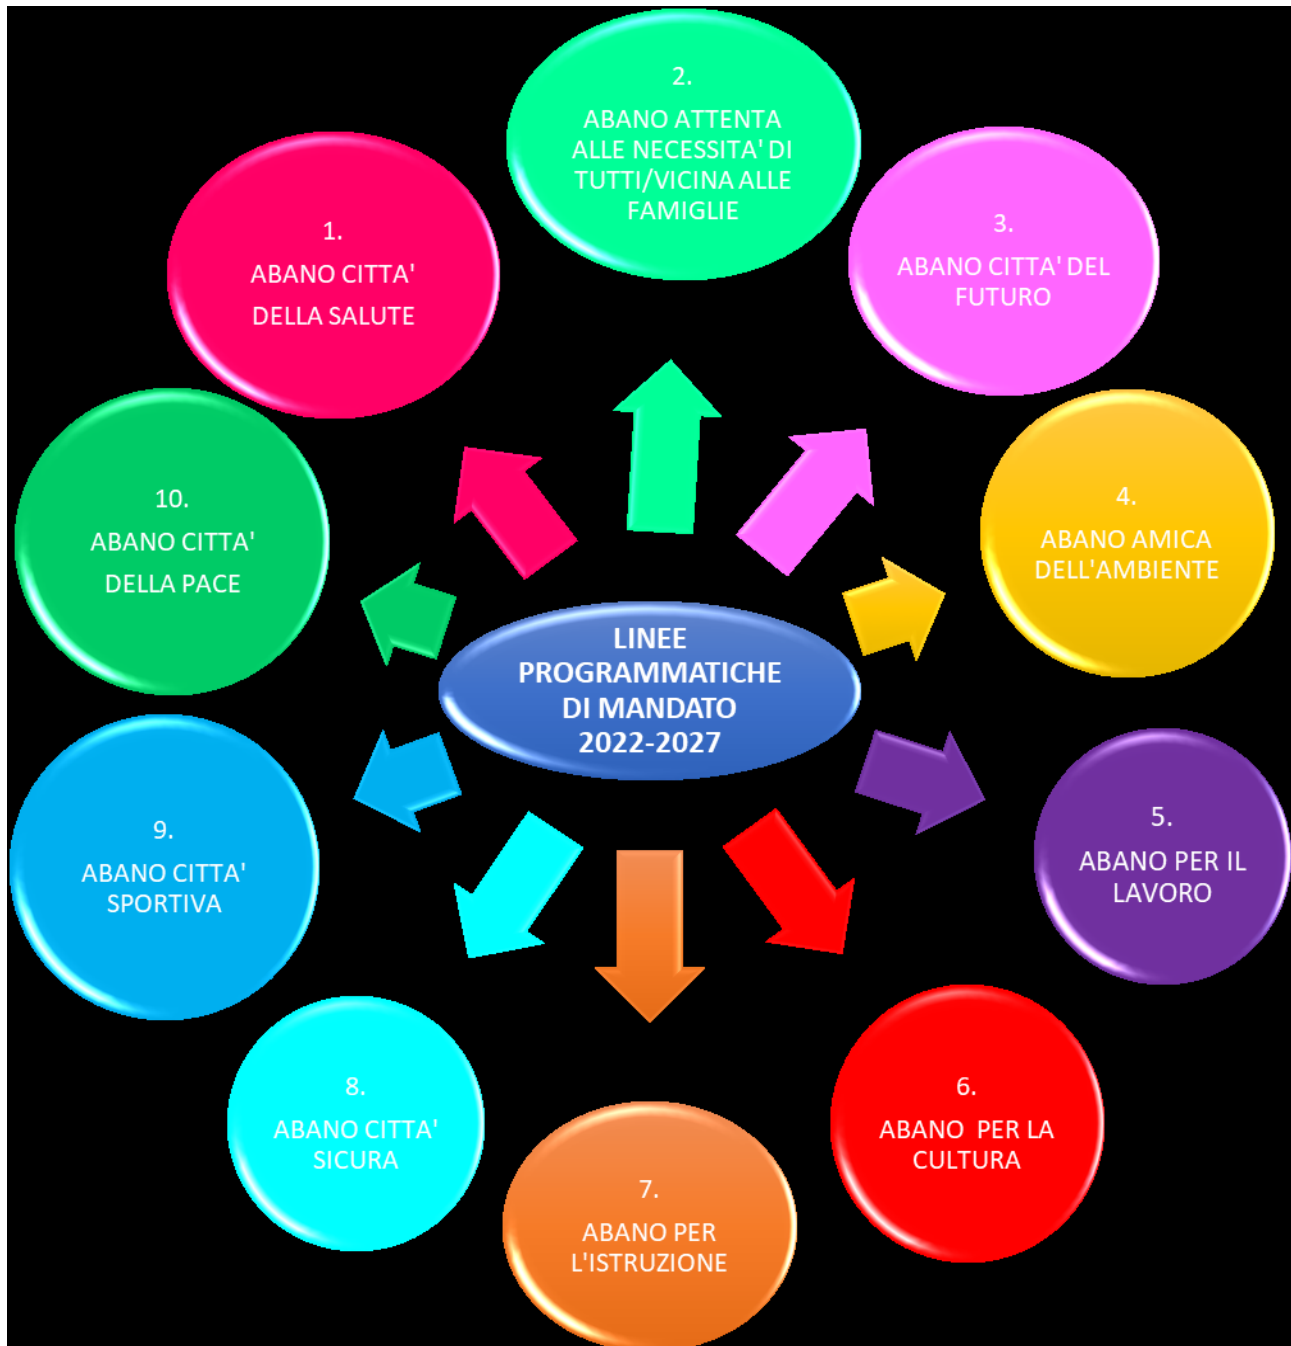 2.
ABANO ATTENTA
ALLE NECESSITA' DI
TUTTI/VICINA ALLE
FAMIGLIE
1.
ABANO CITTA'
DELLA SALUTE
3.
ABANO CITTA' DEL
FUTURO
10.
ABANO CITTA'
DELLA PACE
4.
ABANO AMICA
DELL'AMBIENTE
LINEE
PROGRAMMATICHE
DI MANDATO
2022-2027
9.
ABANO CITTA'
SPORTIVA
5.
ABANO PER IL
LAVORO
8.
ABANO CITTA'
SICURA
6.
ABANO  PER LA
CULTURA
7.
ABANO PER
L'ISTRUZIONE